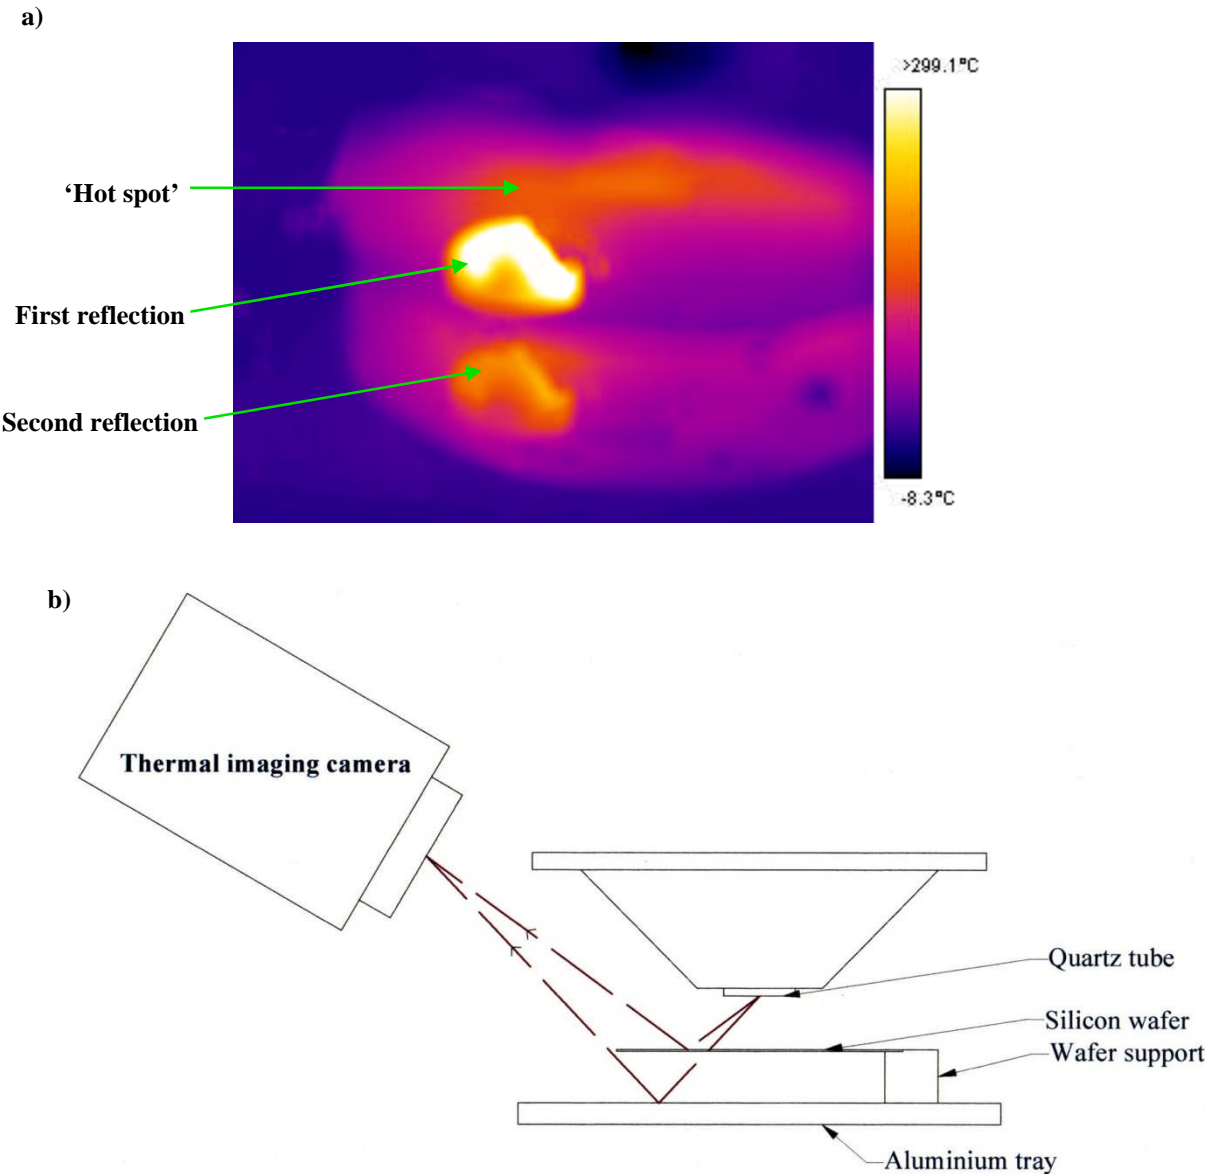 a)
>299.1°C
‘Hot spot’
First reflection
Second reflection
-8.3°C
b)
Thermal imaging camera
Quartz tube
Silicon wafer
Wafer support
Aluminium tray